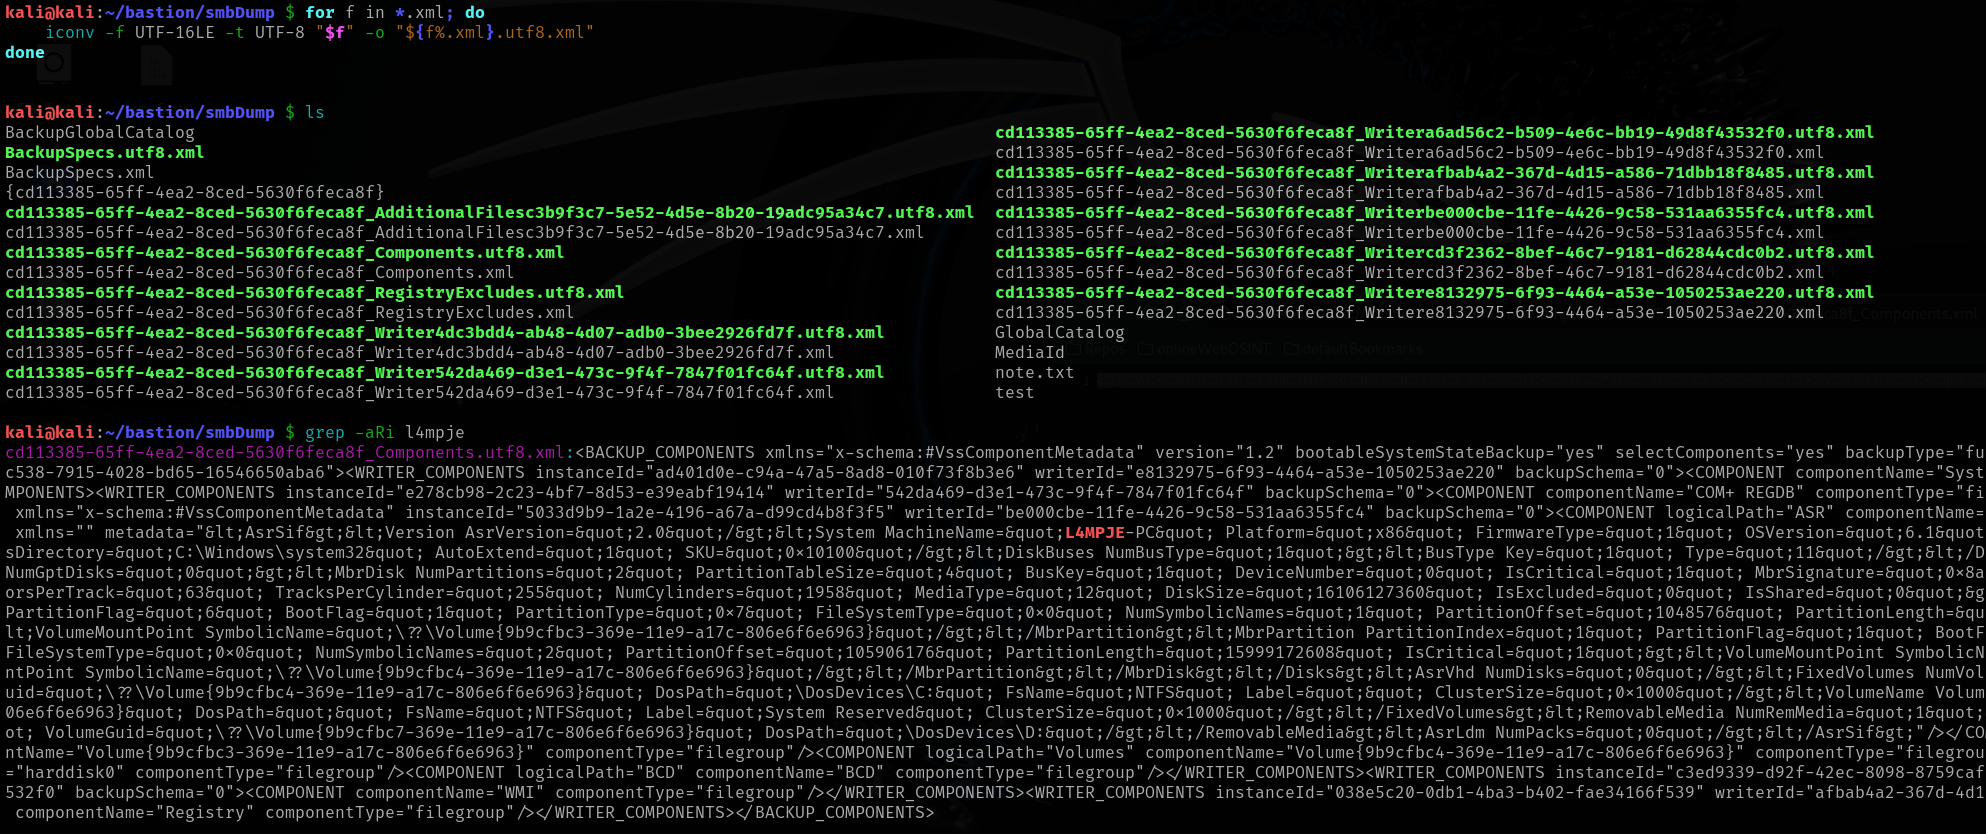 kali@kali:~/bastion/smbDump $ for f in *.xml; do
    iconv -f UTF-16LE -t UTF-8 "$f" -o "${f%.xml}.utf8.xml"
done
kali@kali:~/bastion/smbDump $ ls
BackupGlobalCatalog cd113385-65ff-4ea2-8ced-5630f6feca8f_Writera6ad56c2-b509-4e6c-bb19-49d8f43532f0.utf8.xml
BackupSpecs.utf8.xml cd113385-65ff-4ea2-8ced-5630f6feca8f_Writera6ad56c2-b509-4e6c-bb19-49d8f43532f0.xml
BackupSpecs.xml cd113385-65ff-4ea2-8ced-5630f6feca8f_Writerafbab4a2-367d-4d15-a586-71dbb18f8485.utf8.xml
{cd113385-65ff-4ea2-8ced-5630f6feca8f} cd113385-65ff-4ea2-8ced-5630f6feca8f_Writerafbab4a2-367d-4d15-a586-71dbb18f8485.xml
cd113385-65ff-4ea2-8ced-5630f6feca8f_AdditionalFilesc3b9f3c7-5e52-4d5e-8b20-19adc95a34c7.utf8.xml cd113385-65ff-4ea2-8ced-5630f6feca8f_Writerbe000cbe-11fe-4426-9c58-531aa6355fc4.utf8.xml
cd113385-65ff-4ea2-8ced-5630f6feca8f_AdditionalFilesc3b9f3c7-5e52-4d5e-8b20-19adc95a34c7.xml cd113385-65ff-4ea2-8ced-5630f6feca8f_Writerbe000cbe-11fe-4426-9c58-531aa6355fc4.xml
cd113385-65ff-4ea2-8ced-5630f6feca8f_Components.utf8.xml cd113385-65ff-4ea2-8ced-5630f6feca8f_Writercd3f2362-8bef-46c7-9181-d62844cdc0b2.utf8.xml
cd113385-65ff-4ea2-8ced-5630f6feca8f_Components.xml cd113385-65ff-4ea2-8ced-5630f6feca8f_Writercd3f2362-8bef-46c7-9181-d62844cdc0b2.xml
cd113385-65ff-4ea2-8ced-5630f6feca8f_RegistryExcludes.utf8.xml cd113385-65ff-4ea2-8ced-5630f6feca8f_Writere8132975-6f93-4464-a53e-1050253ae220.utf8.xml
cd113385-65ff-4ea2-8ced-5630f6feca8f_RegistryExcludes.xml cd113385-65ff-4ea2-8ced-5630f6feca8f_Writere8132975-6f93-4464-a53e-1050253ae220.xml
cd113385-65ff-4ea2-8ced-5630f6feca8f_Writer4dc3bdd4-ab48-4d07-adb0-3bee2926fd7f.utf8.xml GlobalCatalog
cd113385-65ff-4ea2-8ced-5630f6feca8f_Writer4dc3bdd4-ab48-4d07-adb0-3bee2926fd7f.xml MediaId
cd113385-65ff-4ea2-8ced-5630f6feca8f_Writer542da469-d3e1-473c-9f4f-7847f01fc64f.utf8.xml note.txt
cd113385-65ff-4ea2-8ced-5630f6feca8f_Writer542da469-d3e1-473c-9f4f-7847f01fc64f.xml test
kali@kali:~/bastion/smbDump $ grep -aRi l4mpje
cd113385-65ff-4ea2-8ced-5630f6feca8f_Components.utf8.xml:<BACKUP_COMPONENTS xmlns="x-schema:#VssComponentMetadata" version="1.2" bootableSystemStateBackup="yes" selectComponents="yes" backupType="fu
c538-7915-4028-bd65-16546650aba6"><WRITER_COMPONENTS instanceId="ad401d0e-c94a-47a5-8ad8-010f73f8b3e6" writerId="e8132975-6f93-4464-a53e-1050253ae220" backupSchema="0"><COMPONENT componentName="Syst
MPONENTS><WRITER_COMPONENTS instanceId="e278cb98-2c23-4bf7-8d53-e39eabf19414" writerId="542da469-d3e1-473c-9f4f-7847f01fc64f" backupSchema="0"><COMPONENT componentName="COM+ REGDB" componentType="fi
 xmlns="x-schema:#VssComponentMetadata" instanceId="5033d9b9-1a2e-4196-a67a-d99cd4b8f3f5" writerId="be000cbe-11fe-4426-9c58-531aa6355fc4" backupSchema="0"><COMPONENT logicalPath="ASR" componentName=
 xmlns="" metadata="&lt;AsrSif&gt;&lt;Version AsrVersion=&quot;2.0&quot;/&gt;&lt;System MachineName=&quot;L4MPJE-PC&quot; Platform=&quot;x86&quot; FirmwareType=&quot;1&quot; OSVersion=&quot;6.1&quot
sDirectory=&quot;C:\Windows\system32&quot; AutoExtend=&quot;1&quot; SKU=&quot;0×10100&quot;/&gt;&lt;DiskBuses NumBusType=&quot;1&quot;&gt;&lt;BusType Key=&quot;1&quot; Type=&quot;11&quot;/&gt;&lt;/D
NumGptDisks=&quot;0&quot;&gt;&lt;MbrDisk NumPartitions=&quot;2&quot; PartitionTableSize=&quot;4&quot; BusKey=&quot;1&quot; DeviceNumber=&quot;0&quot; IsCritical=&quot;1&quot; MbrSignature=&quot;0×8a
orsPerTrack=&quot;63&quot; TracksPerCylinder=&quot;255&quot; NumCylinders=&quot;1958&quot; MediaType=&quot;12&quot; DiskSize=&quot;16106127360&quot; IsExcluded=&quot;0&quot; IsShared=&quot;0&quot;&g
PartitionFlag=&quot;6&quot; BootFlag=&quot;1&quot; PartitionType=&quot;0×7&quot; FileSystemType=&quot;0×0&quot; NumSymbolicNames=&quot;1&quot; PartitionOffset=&quot;1048576&quot; PartitionLength=&qu
lt;VolumeMountPoint SymbolicName=&quot;\??\Volume{9b9cfbc3-369e-11e9-a17c-806e6f6e6963}&quot;/&gt;&lt;/MbrPartition&gt;&lt;MbrPartition PartitionIndex=&quot;1&quot; PartitionFlag=&quot;1&quot; BootF
FileSystemType=&quot;0×0&quot; NumSymbolicNames=&quot;2&quot; PartitionOffset=&quot;105906176&quot; PartitionLength=&quot;15999172608&quot; IsCritical=&quot;1&quot;&gt;&lt;VolumeMountPoint SymbolicN
ntPoint SymbolicName=&quot;\??\Volume{9b9cfbc4-369e-11e9-a17c-806e6f6e6963}&quot;/&gt;&lt;/MbrPartition&gt;&lt;/MbrDisk&gt;&lt;/Disks&gt;&lt;AsrVhd NumDisks=&quot;0&quot;/&gt;&lt;FixedVolumes NumVol
uid=&quot;\??\Volume{9b9cfbc4-369e-11e9-a17c-806e6f6e6963}&quot; DosPath=&quot;\DosDevices\C:&quot; FsName=&quot;NTFS&quot; Label=&quot;&quot; ClusterSize=&quot;0×1000&quot;/&gt;&lt;VolumeName Volum
06e6f6e6963}&quot; DosPath=&quot;&quot; FsName=&quot;NTFS&quot; Label=&quot;System Reserved&quot; ClusterSize=&quot;0×1000&quot;/&gt;&lt;/FixedVolumes&gt;&lt;RemovableMedia NumRemMedia=&quot;1&quot;
ot; VolumeGuid=&quot;\??\Volume{9b9cfbc7-369e-11e9-a17c-806e6f6e6963}&quot; DosPath=&quot;\DosDevices\D:&quot;/&gt;&lt;/RemovableMedia&gt;&lt;AsrLdm NumPacks=&quot;0&quot;/&gt;&lt;/AsrSif&gt;"/></CO
ntName="Volume{9b9cfbc3-369e-11e9-a17c-806e6f6e6963}" componentType="filegroup"/><COMPONENT logicalPath="Volumes" componentName="Volume{9b9cfbc4-369e-11e9-a17c-806e6f6e6963}" componentType="filegrou
="harddisk0" componentType="filegroup"/><COMPONENT logicalPath="BCD" componentName="BCD" componentType="filegroup"/></WRITER_COMPONENTS><WRITER_COMPONENTS instanceId="c3ed9339-d92f-42ec-8098-8759caf
532f0" backupSchema="0"><COMPONENT componentName="WMI" componentType="filegroup"/></WRITER_COMPONENTS><WRITER_COMPONENTS instanceId="038e5c20-0db1-4ba3-b402-fae34166f539" writerId="afbab4a2-367d-4d1
 componentName="Registry" componentType="filegroup"/></WRITER_COMPONENTS></BACKUP_COMPONENTS>